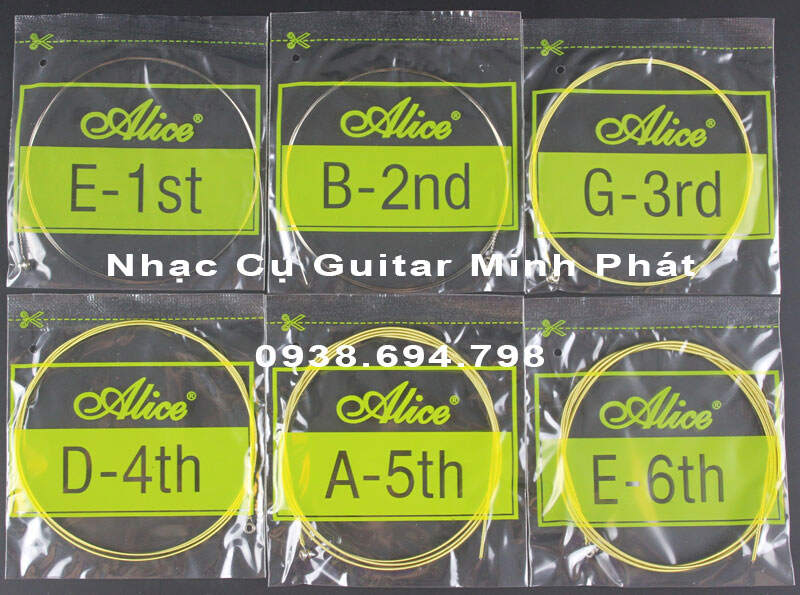 Alice®
E-1st
Alice®
B-2nd
Alice®
G-3rd
Nhạc Cụ Guitar Minh Phát
0938.694.798
Alice®
D-4th
Alice®
A-5th
Alice®
E-6th